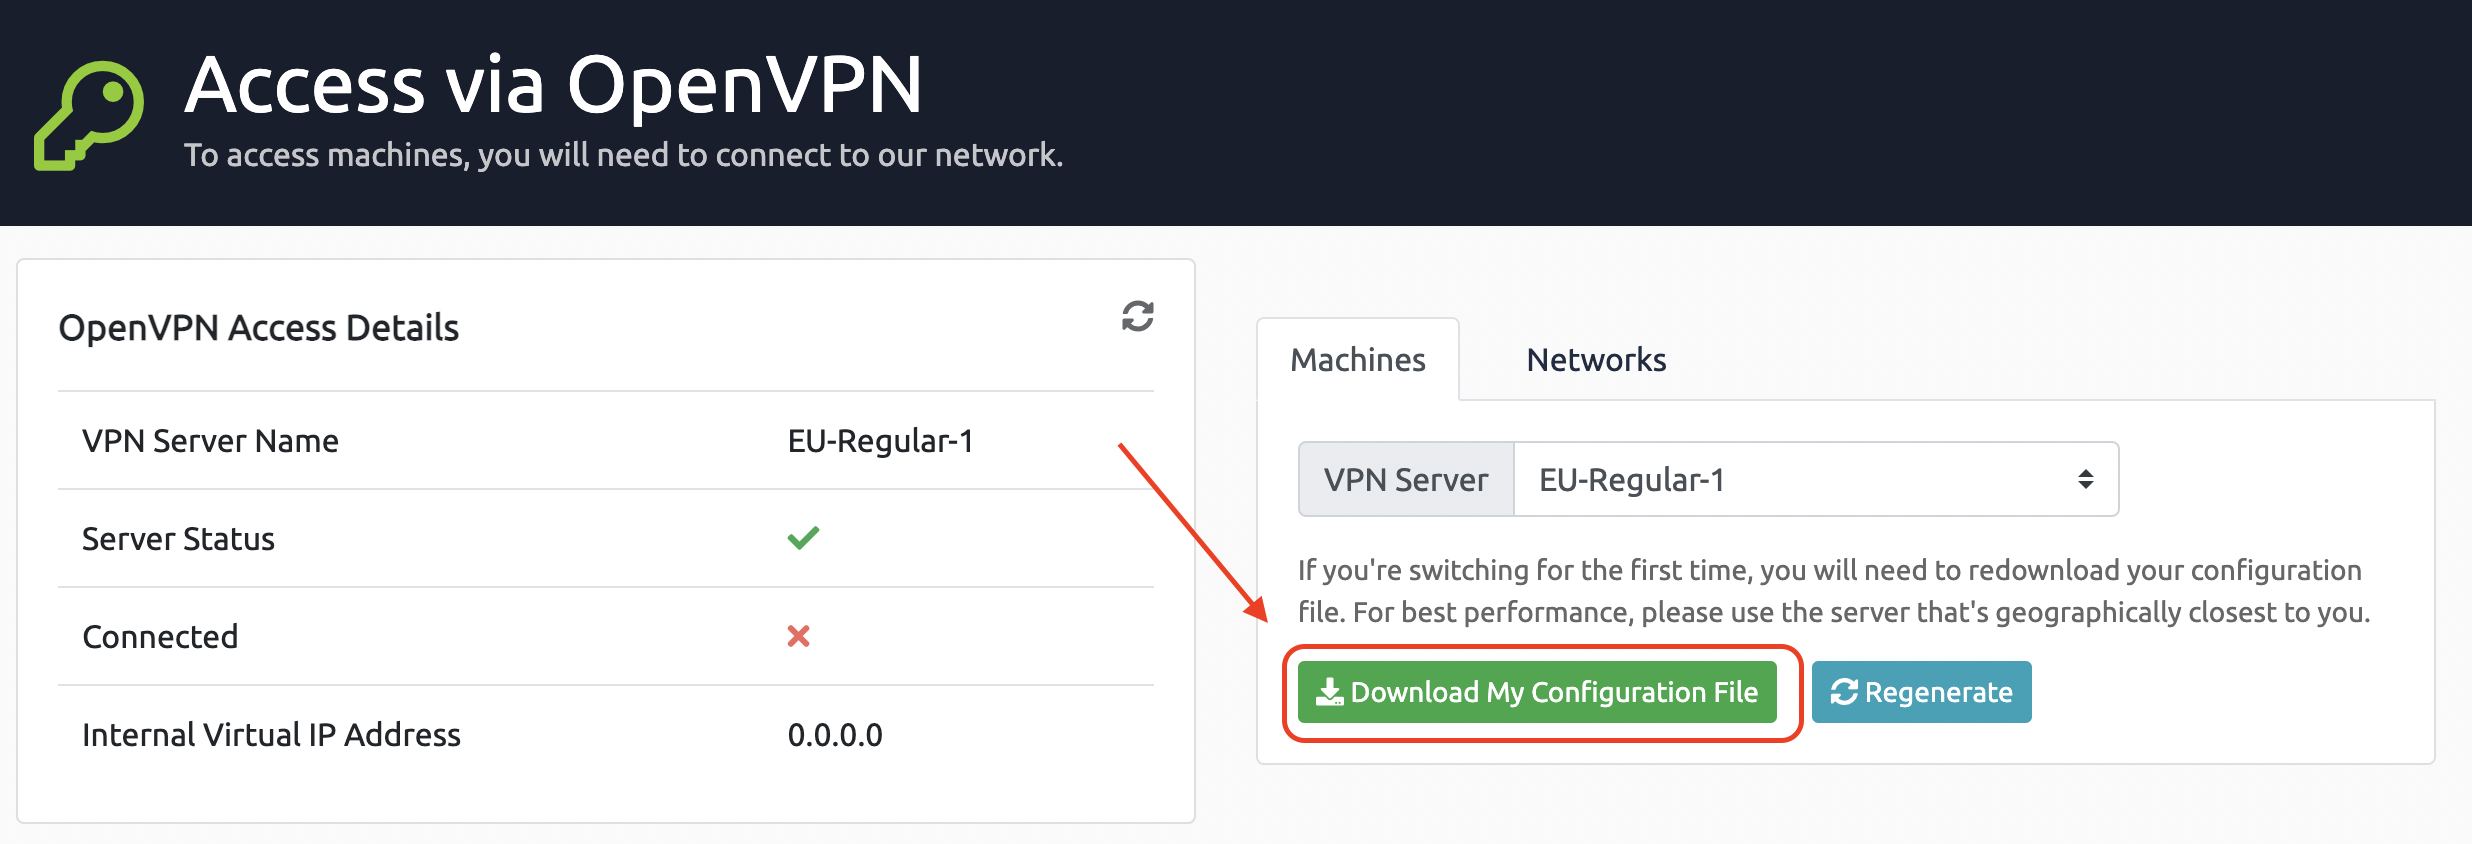 Access via OpenVPN
To access machines, you will need to connect to our network.
OpenVPN Access Details
VPN Server Name EU-Regular-1
Server Status
Connected
Internal Virtual IP Address 0.0.0.0
Machines Networks
VPN Server EU-Regular-1
If you're switching for the first time, you will need to redownload your configuration
file. For best performance, please use the server that's geographically closest to you.
Download My Configuration File Regenerate